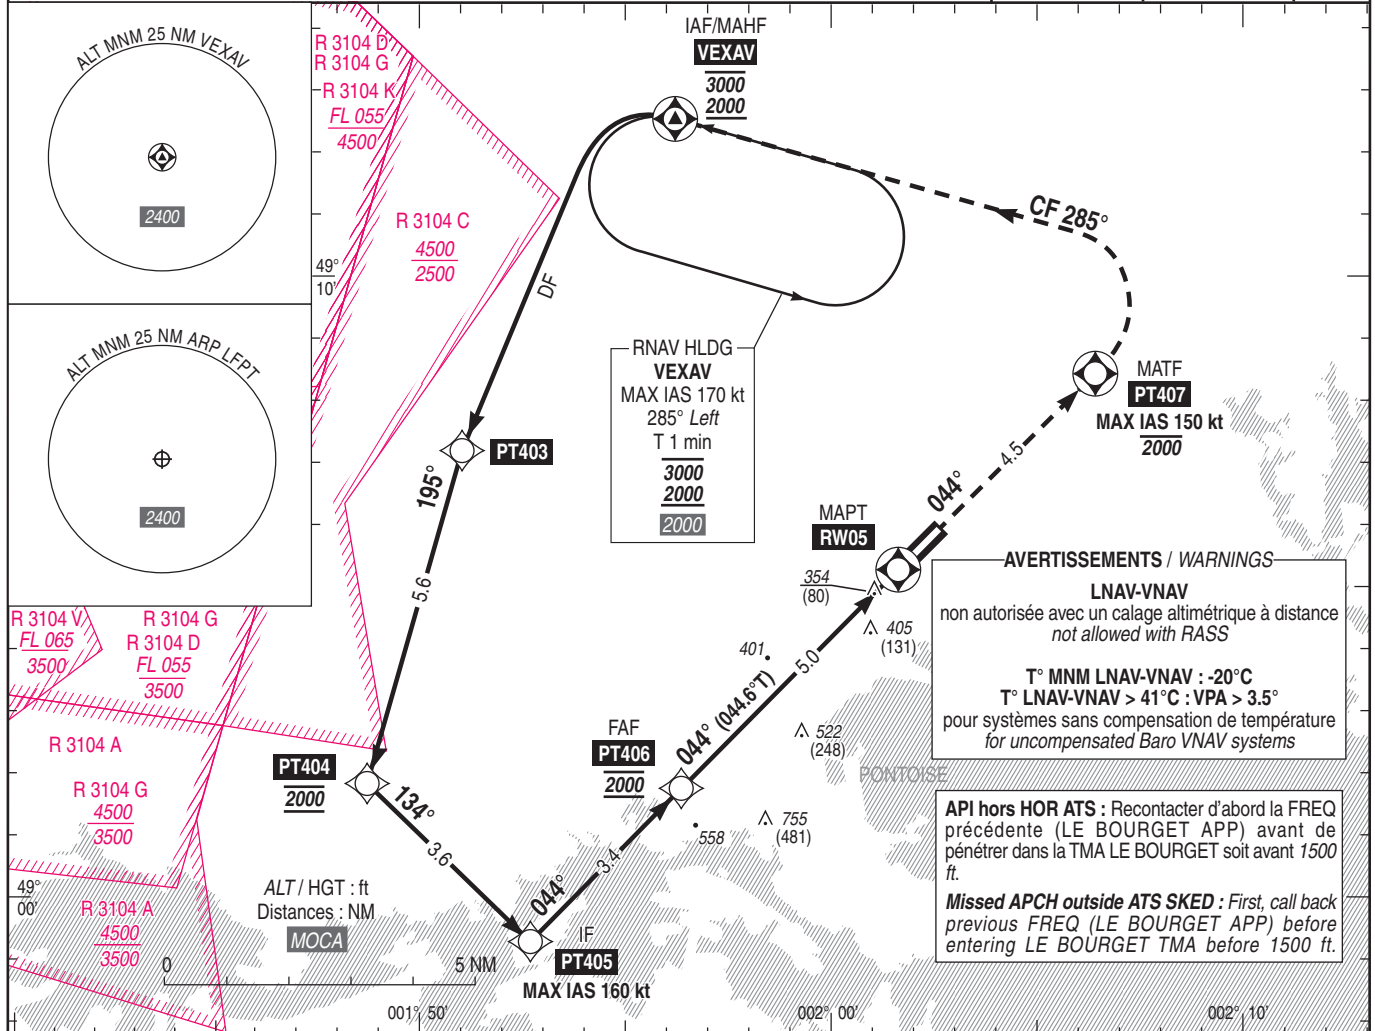 ALT MNM 25 NM VEXAV
2400
ALT MNM 25 NM ARP LFPT
2400
R 3104 D
R 3104 G
R 3104 K
FL 055
4500
R 3104 C
4500
2500
49°
10'
IAF/MAHF
VEXAV
3000
2000
CF 285°
DF
RNAV HLDG
VEXAV
MAX IAS 170 kt
285° Left
T 1 min
3000
2000
2000
MATF
PT407
MAX IAS 150 kt
2000
4.5
044°
PT403
195°
5.6
MAPT
RW05
354
(80)
405
(131)
401
5.0
044° (044.6°T)
522
(248)
PONTOISE
755
(481)
558
FAF
PT406
2000
3.4
044°
R 3104 V
FL 065
3500
R 3104 G
R 3104 D
FL 055
3500
R 3104 A
R 3104 G
4500
3500
PT404
2000
134°
3.6
IF
PT405
MAX IAS 160 kt
49°
00'
R 3104 A
4500
3500
ALT / HGT : ft
Distances : NM
MOCA
0
5 NM
001° 50'
002° 00'
002° 10'
AVERTISSEMENTS / WARNINGS
LNAV-VNAV
non autorisée avec un calage altimétrique à distance
not allowed with RASS
T° MNM LNAV-VNAV : -20°C
T° LNAV-VNAV > 41°C : VPA > 3.5°
pour systèmes sans compensation de température
for uncompensated Baro VNAV systems
API hors HOR ATS : Recontacter d'abord la FREQ
précédente (LE BOURGET APP) avant de
pénétrer dans la TMA LE BOURGET soit avant 1500
ft.
Missed APCH outside ATS SKED : First, call back
previous FREQ (LE BOURGET APP) before
entering LE BOURGET TMA before 1500 ft.